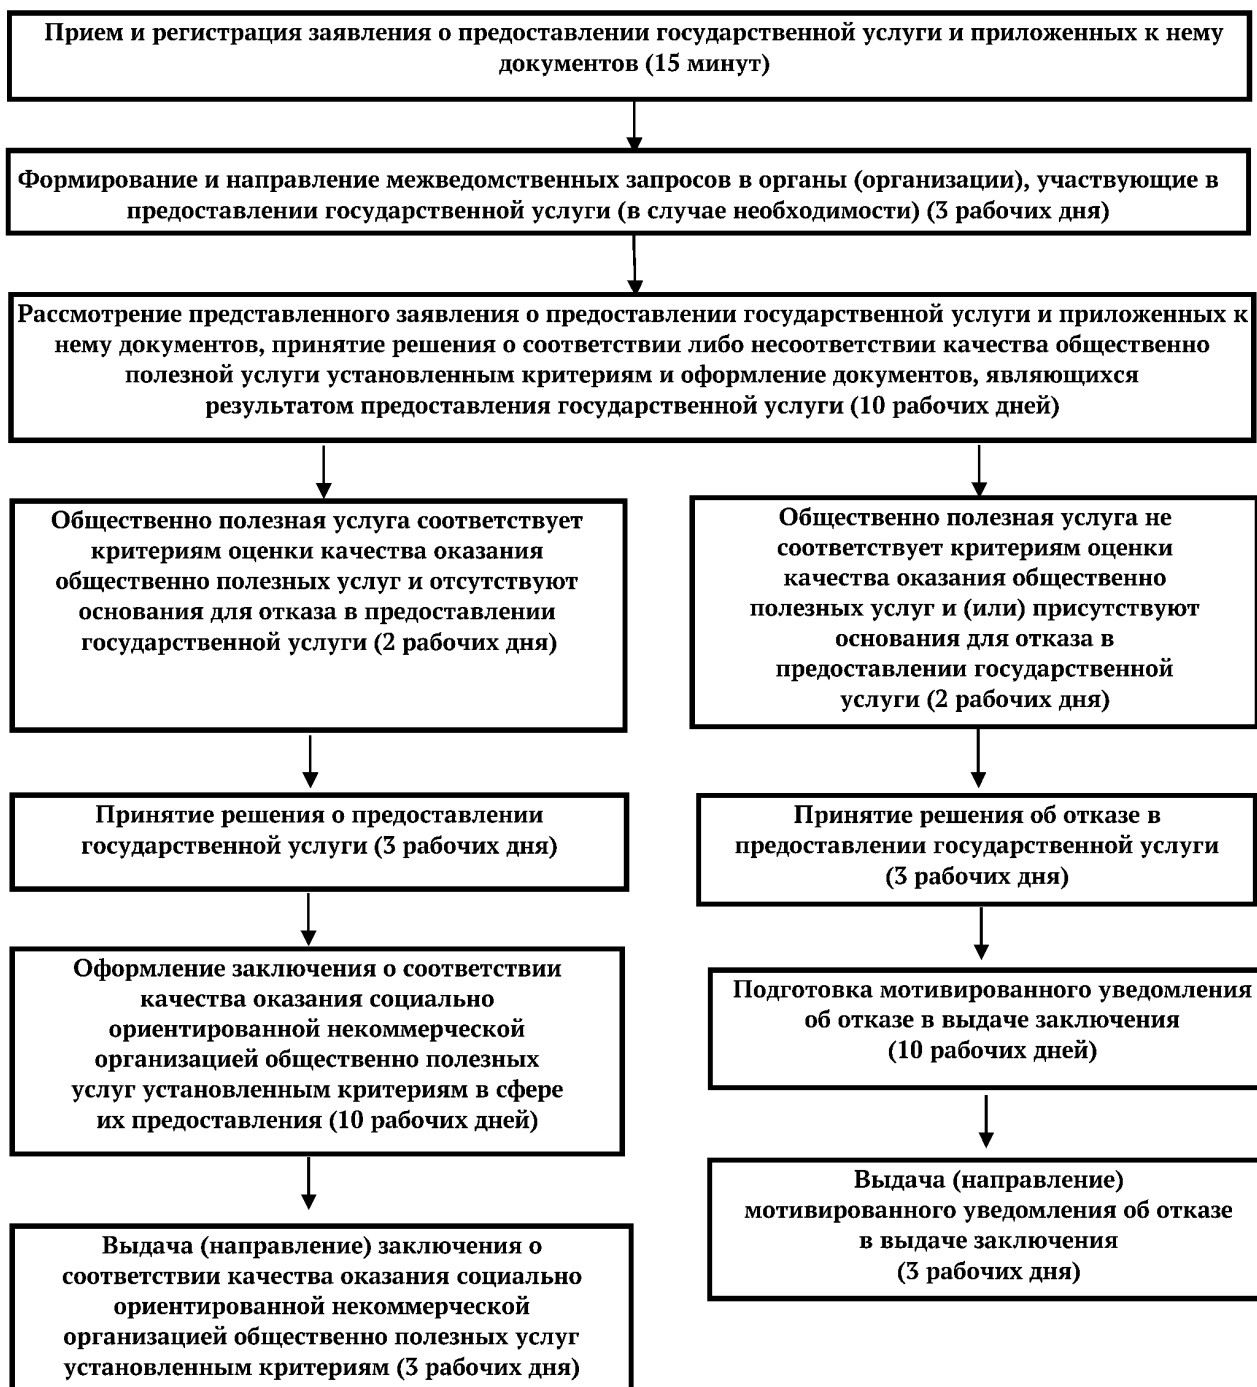 Прием и регистрация заявления о предоставлении государственной услуги и приложенных к нему
документов (15 минут)
Формирование и направление межведомственных запросов в органы (организации), участвующие в
предоставлении государственной услуги (в случае необходимости) (3 рабочих дня)
Рассмотрение представленного заявления о предоставлении государственной услуги и приложенных к
нему документов, принятие решения о соответствии либо несоответствии качества общественно
полезной услуги установленным критериям и оформление документов, являющихся
результатом предоставления государственной услуги (10 рабочих дней)
Общественно полезная услуга соответствует
критериям оценки качества оказания
общественно полезных услуг и отсутствуют
основания для отказа в предоставлении
государственной услуги (2 рабочих дня)
Общественно полезная услуга не
соответствует критериям оценки
качества оказания общественно
полезных услуг и (или) присутствуют
основания для отказа в
предоставлении государственной
услуги (2 рабочих дня)
Принятие решения о предоставлении
государственной услуги (3 рабочих дня)
Принятие решения об отказе в
предоставлении государственной услуги
(3 рабочих дня)
Оформление заключения о соответствии
качества оказания социально
ориентированной некоммерческой
организацией общественно полезных
услуг установленным критериям в сфере
их предоставления (10 рабочих дней)
Подготовка мотивированного уведомления
об отказе в выдаче заключения
(10 рабочих дней)
Выдача (направление) заключения о
соответствии качества оказания социально
ориентированной некоммерческой
организацией общественно полезных услуг
установленным критериям (3 рабочих дня)
Выдача (направление)
мотивированного уведомления об отказе
в выдаче заключения
(3 рабочих дня)